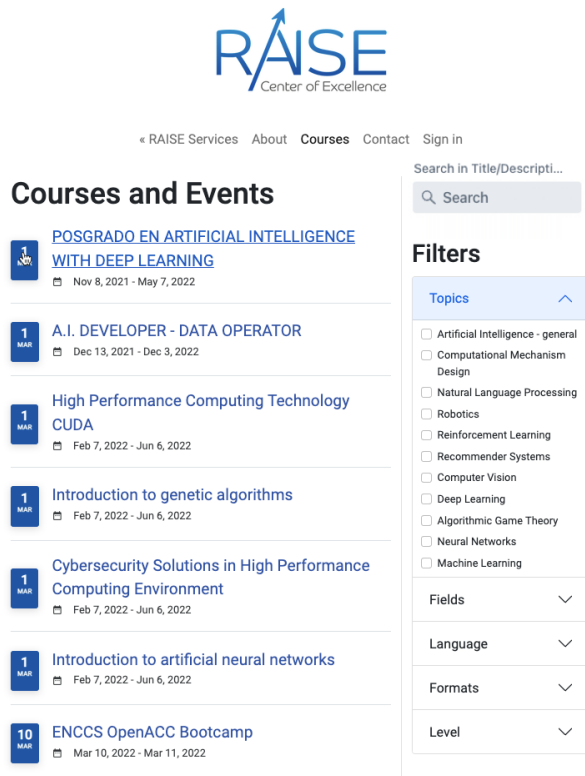 RAISE
Center of Excellence
« RAISE Services About Courses Contact Sign in
Courses and Events
1
POSGRADO EN ARTIFICIAL INTELLIGENCE
WITH DEEP LEARNING
Nov 8, 2021 - May 7, 2022
1
MAR
A.I. DEVELOPER - DATA OPERATOR
Dec 13, 2021 - Dec 3, 2022
1
MAR
High Performance Computing Technology
CUDA
Feb 7, 2022 - Jun 6, 2022
1
MAR
Introduction to genetic algorithms
Feb 7, 2022 - Jun 6, 2022
1
MAR
Cybersecurity Solutions in High Performance
Computing Environment
Feb 7, 2022 - Jun 6, 2022
1
MAR
Introduction to artificial neural networks
Feb 7, 2022 - Jun 6, 2022
10
MAR
ENCCS OpenACC Bootcamp
Mar 10, 2022 - Mar 11, 2022
Search in Title/Descripti...
Search
Filters
Topics
Artificial Intelligence - general
Computational Mechanism
Design
Natural Language Processing
Robotics
Reinforcement Learning
Recommender Systems
Computer Vision
Deep Learning
Algorithmic Game Theory
Neural Networks
Machine Learning
Fields
Language
Formats
Level